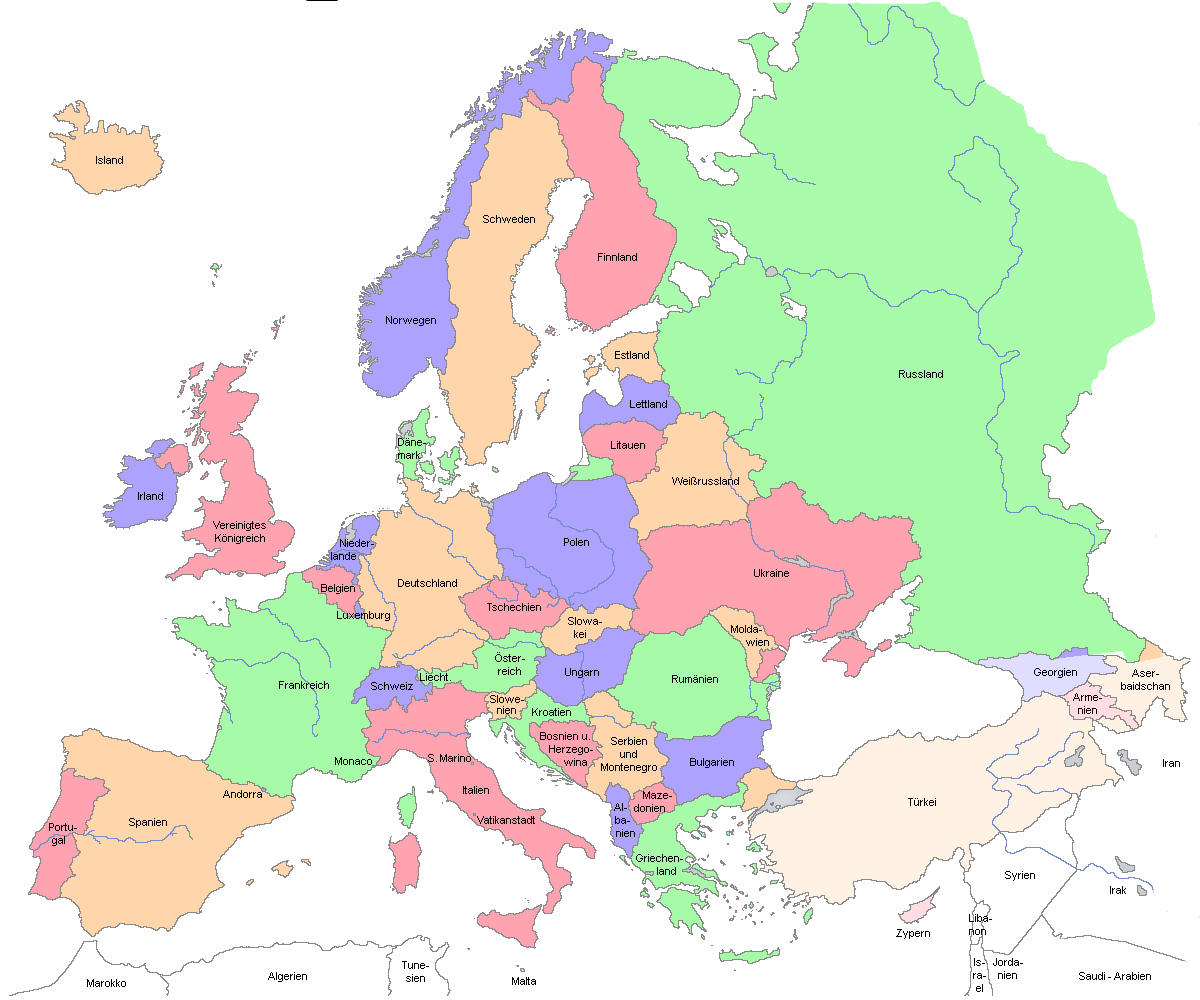 Island
Schweden
Finnland
Norwegen
Estland
Russland
Lettland
Däne-
mark
Litauen
Weißrussland
Irland
Vereinigtes
Königreich
Nieder-
lande
Polen
Belgien
Deutschland
Ukraine
Tschechien
Luxemburg
Slowa-
kei
Molda-
wien
Öster-
reich
Ungarn
Liecht.
Schweiz
Frankreich
Rumänien
Georgien
Aser-
baidschan
Arme-
nien
Slowe-
nien
Kroatien
Bosnien u.
Herzego-
wina
Serbien
und
Montenegro
Bulgarien
Monaco
S. Marino
Iran
Italien
Andorra
Maze-
donien
Al-
ba-
nien
Türkei
Portu-
gal
Spanien
Vatikanstadt
Griechen-
land
Syrien
Irak
Zypern
Liba-
non
Marokko
Algerien
Tune-
sien
Malta
Is-
ra-
el
Jorda-
nien
Saudi - Arabien